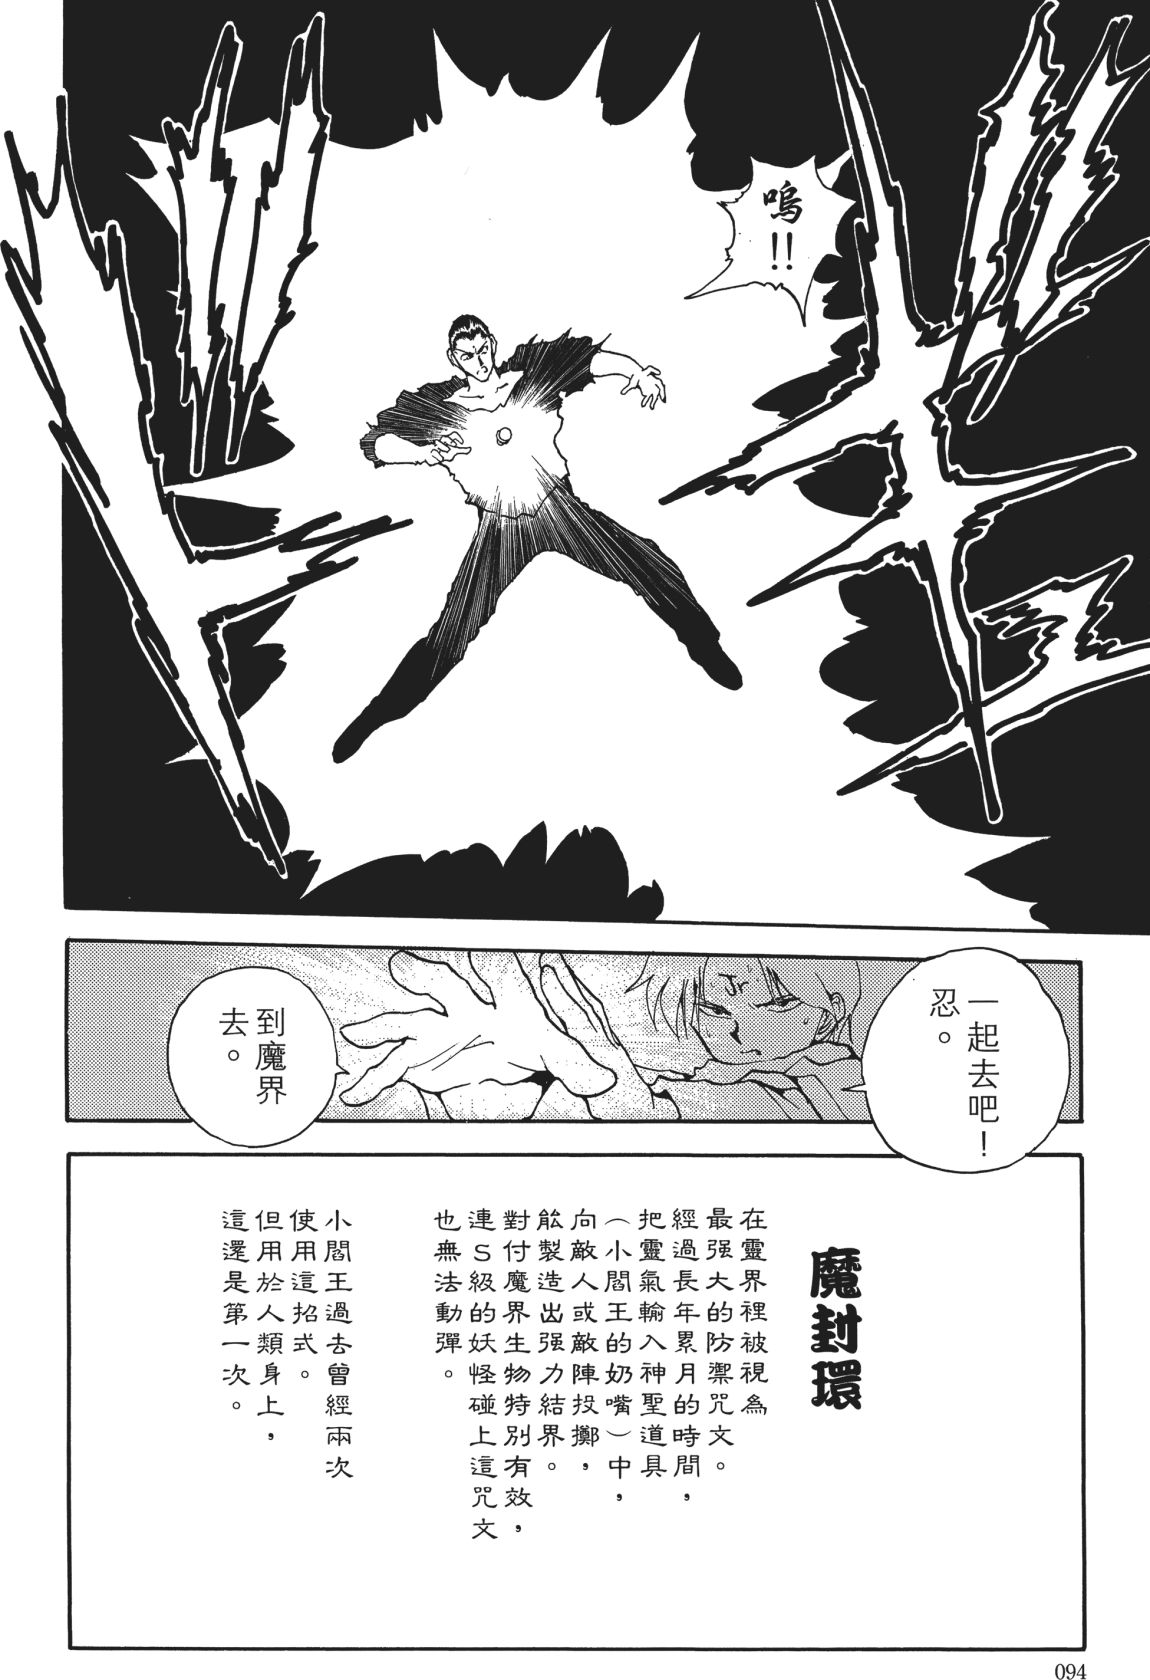 嗚!!
一起去吧！
忍。
到魔界
去。
魔封環
在靈界裡被視為
最强大的防禦咒文。
經過長年累月的時間，
把靈氣輸入神聖道具
（小閻王的奶嘴）中，
向敵人或敵陣投擲，
能製造出强力結界。
對付魔界生物特別有效，
連S級的妖怪碰上這咒文
也無法動彈。
小閻王過去曾經兩次
使用這招式。
但用於人類身上，
這還是第一次。
Jr
094